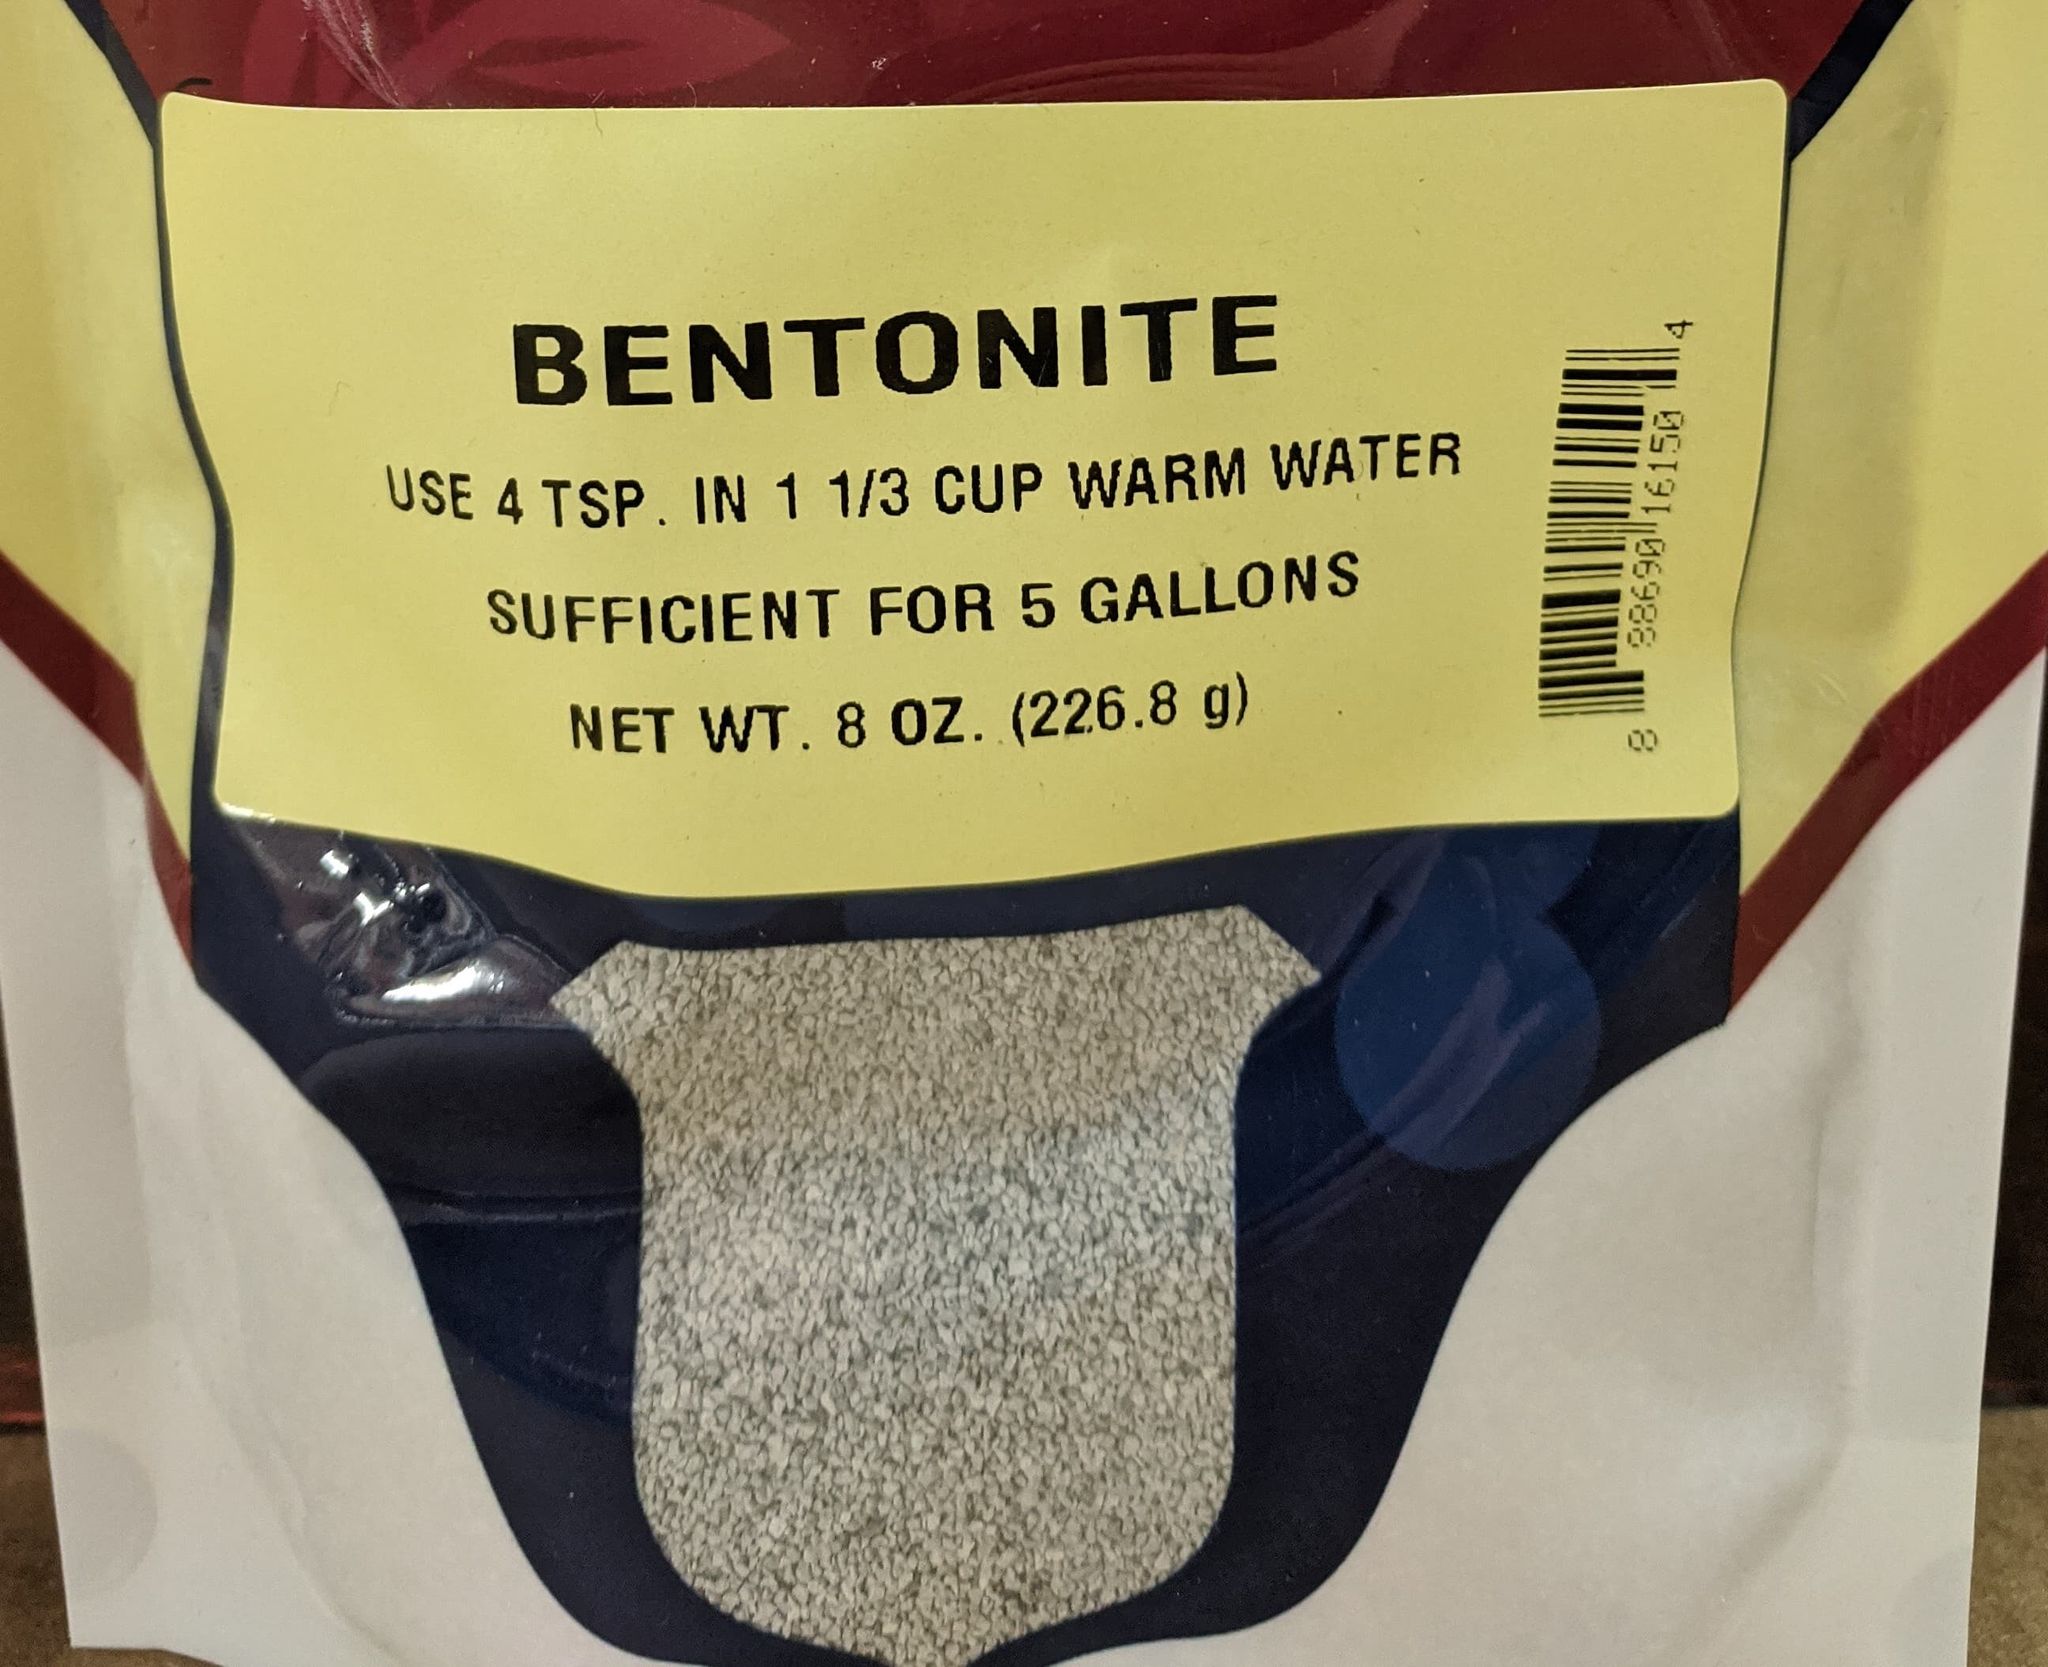 BENTONITE
USE 4 TSP. IN 1 1/3 CUP WARM WATER
SUFFICIENT FOR 5 GALLONS
NET WT. 8 OZ. (226.8 g)
8 88690 16150 4